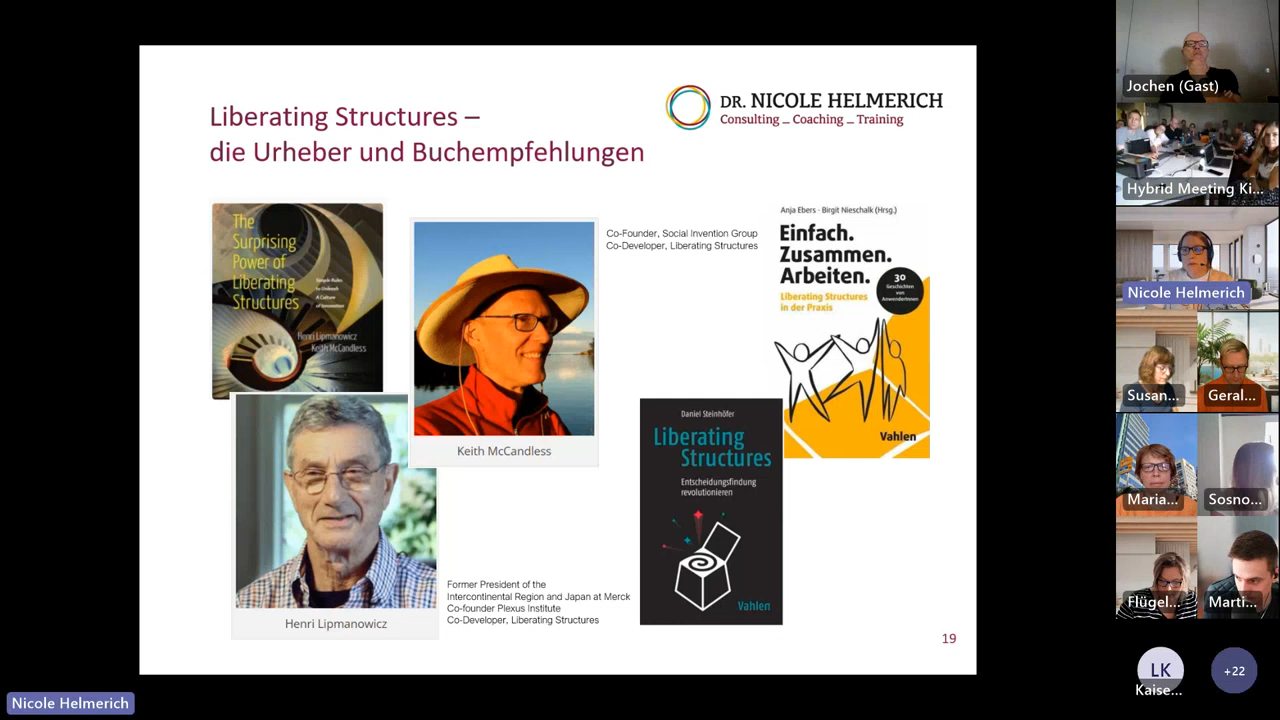 Liberating Structures –
die Urheber und Buchempfehlungen
DR. NICOLE HELMERICH
Consulting _ Coaching _ Training
The
Surprising
Power of
Liberating
Structures
Simple Rules
to Unleash
A Culture
of Innovation
Henri Lipmanowicz
Keith McCandless
Keith McCandless
Co-Founder, Social Invention Group
Co-Developer, Liberating Structures
Anja Ebers · Birgit Nieschalk (Hrsg.)
Einfach.
Zusammen.
Arbeiten.
Liberating Structures
in der Praxis
30
Geschichten
von
AnwenderInnen
Vahlen
Daniel Steinhöfer
Liberating
Structures
Entscheidungsfindung
revolutionieren
Vahlen
Henri Lipmanowicz
Former President of the
Intercontinental Region and Japan at Merck
Co-founder Plexus Institute
Co-Developer, Liberating Structures
19
Jochen (Gast)
Hybrid Meeting Ki...
Nicole Helmerich
Susan...
Geral...
Maria...
Sosno...
Flügel...
Marti...
LK
Kaise...
+22
Nicole Helmerich